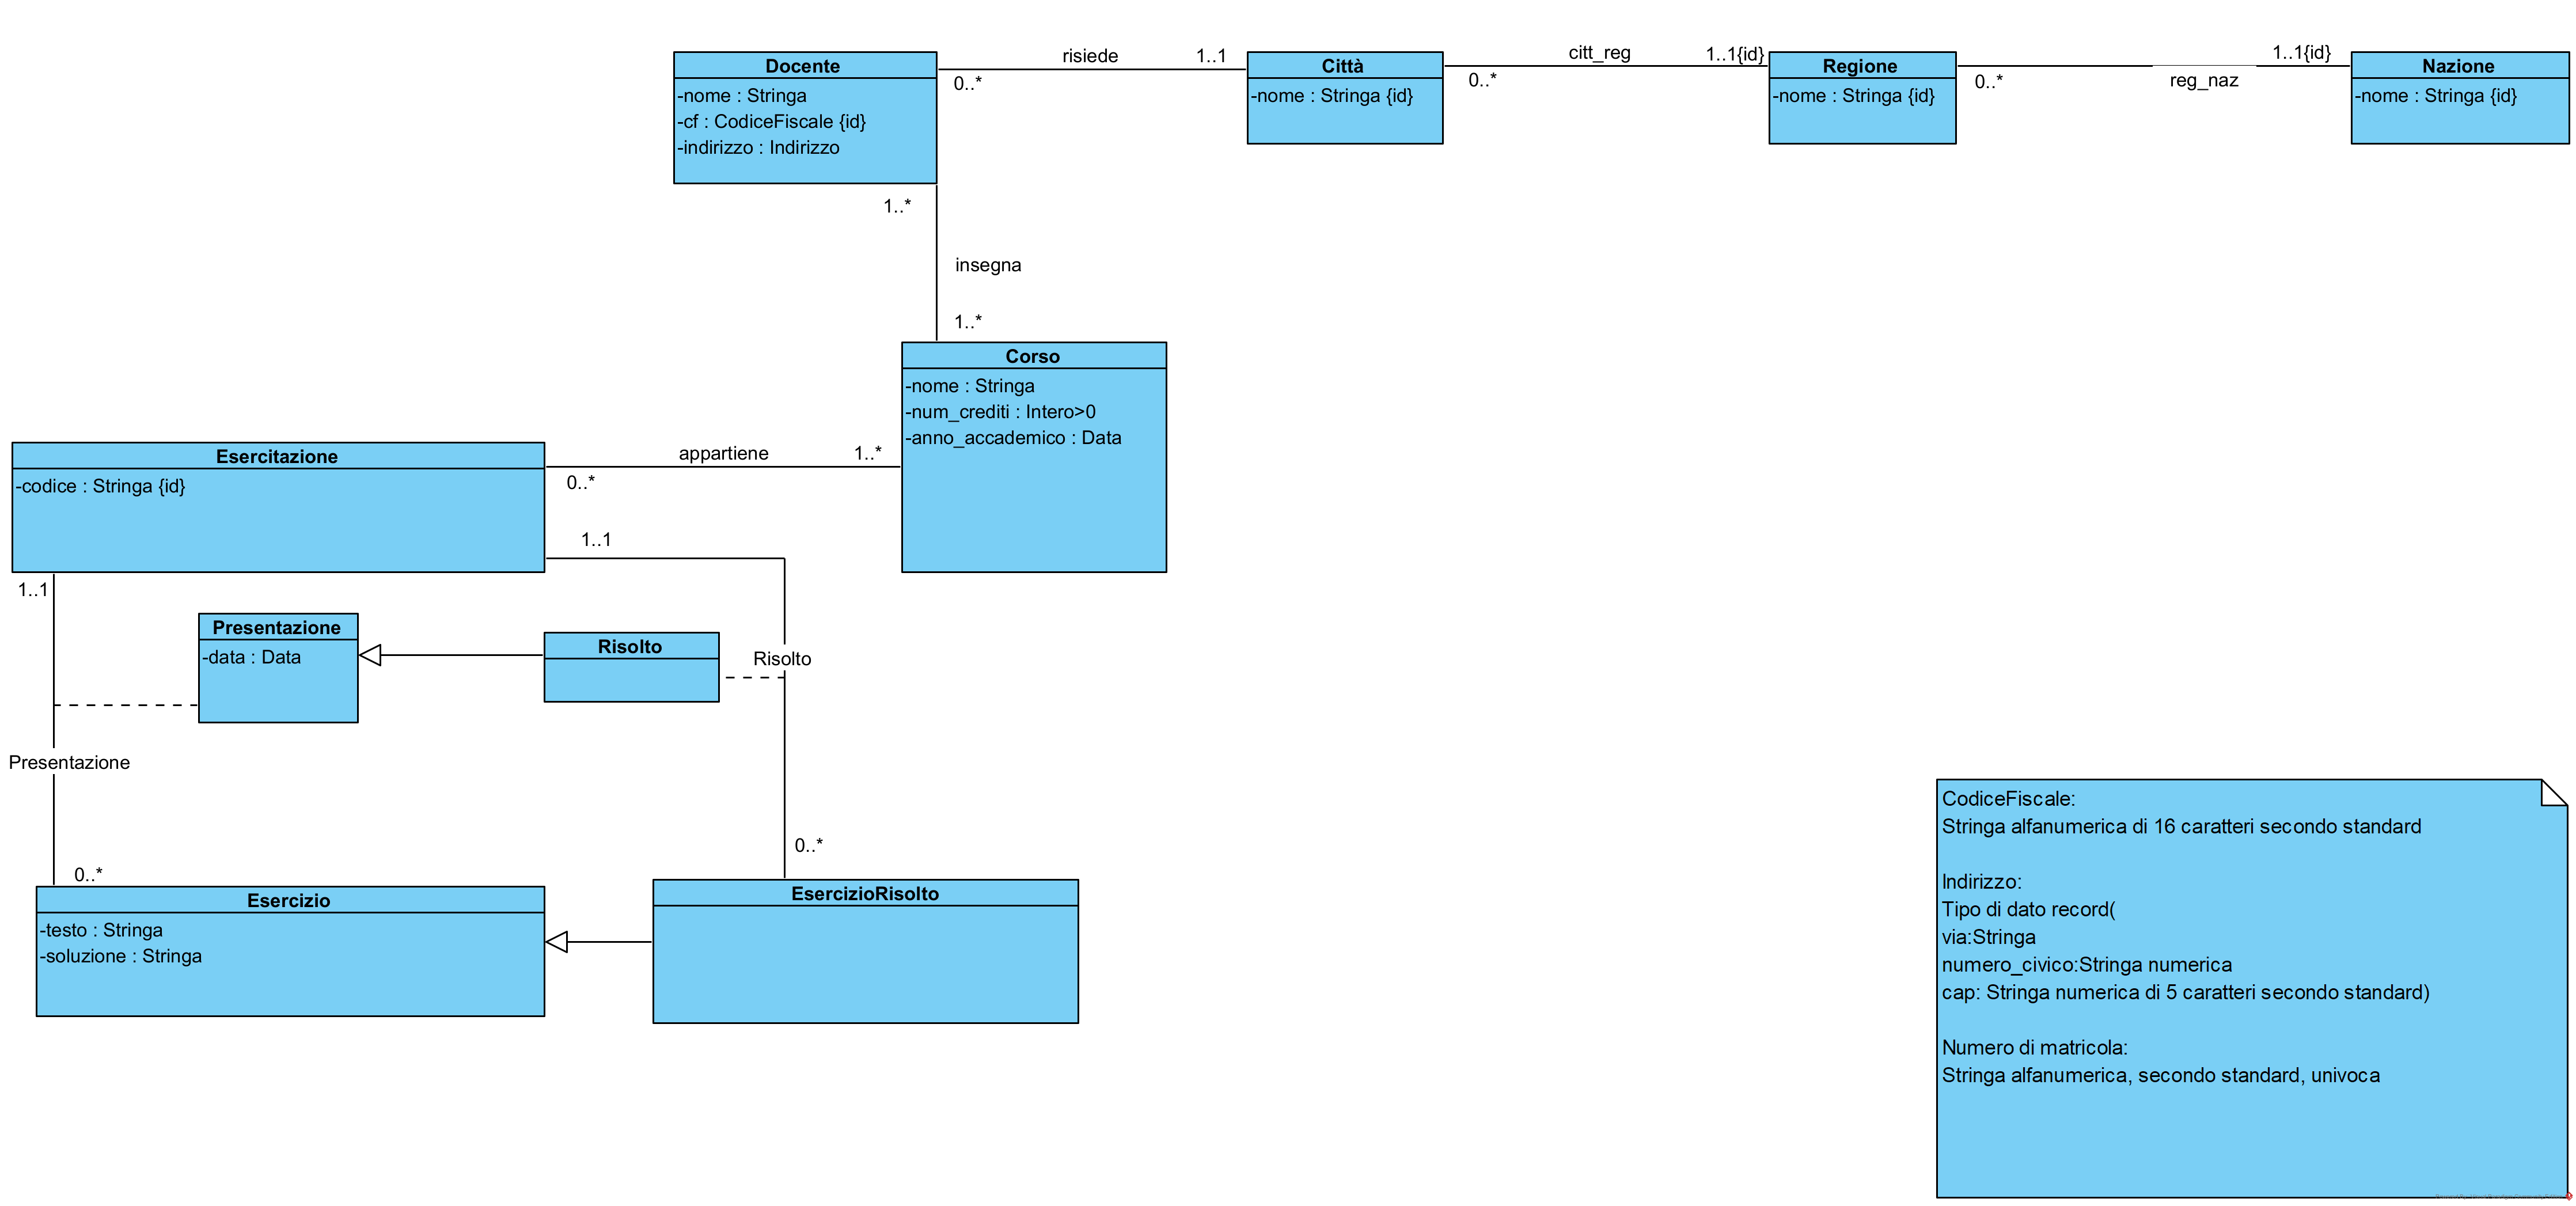 Docente
-nome : Stringa
-cf : CodiceFiscale {id}
-indirizzo : Indirizzo
risiede
1..1
0..*
Città
-nome : Stringa {id}
citt_reg
1..1{id}
0..*
Regione
-nome : Stringa {id}
1..1{id}
0..*
reg_naz
Nazione
-nome : Stringa {id}
1..*
insegna
1..*
Corso
-nome : Stringa
-num_crediti : Intero>0
-anno_accademico : Data
Esercitazione
-codice : Stringa {id}
appartiene
1..*
0..*
1..1
1..1
Presentazione
-data : Data
Risolto
Risolto
Presentazione
0..*
0..*
Esercizio
-testo : Stringa
-soluzione : Stringa
EsercizioRisolto
CodiceFiscale:
Stringa alfanumerica di 16 caratteri secondo standard
Indirizzo:
Tipo di dato record(
via:Stringa
numero_civico:Stringa numerica
cap: Stringa numerica di 5 caratteri secondo standard)
Numero di matricola:
Stringa alfanumerica, secondo standard, univoca